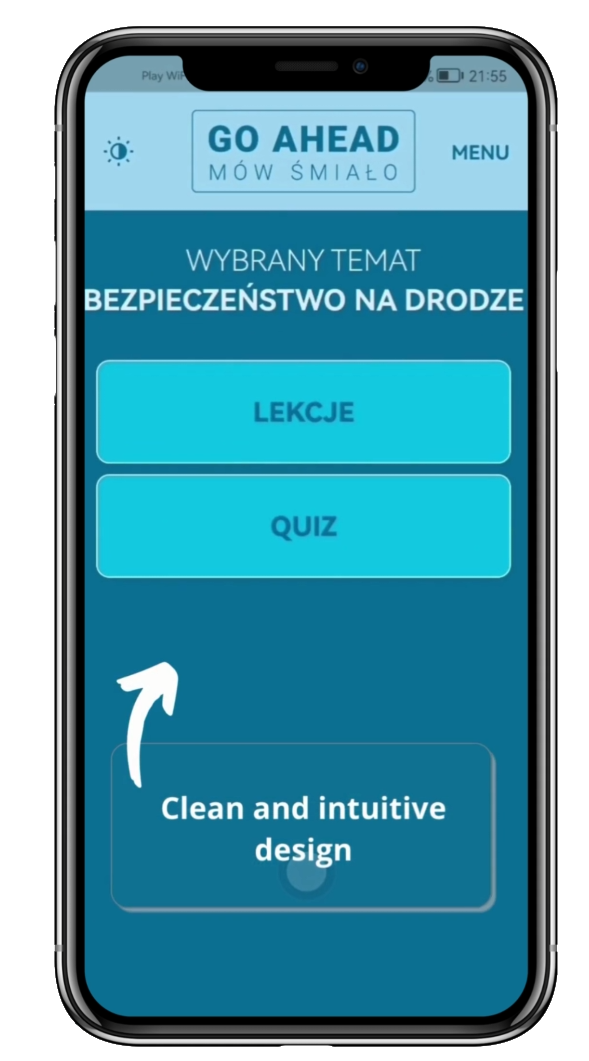 Play
21:55
GO AHEAD
MÓW ŚMIAŁO
MENU
WYBRANY TEMAT
BEZPIECZEŃSTWO NA DRODZE
LEKCJE
QUIZ
Clean and intuitive
design